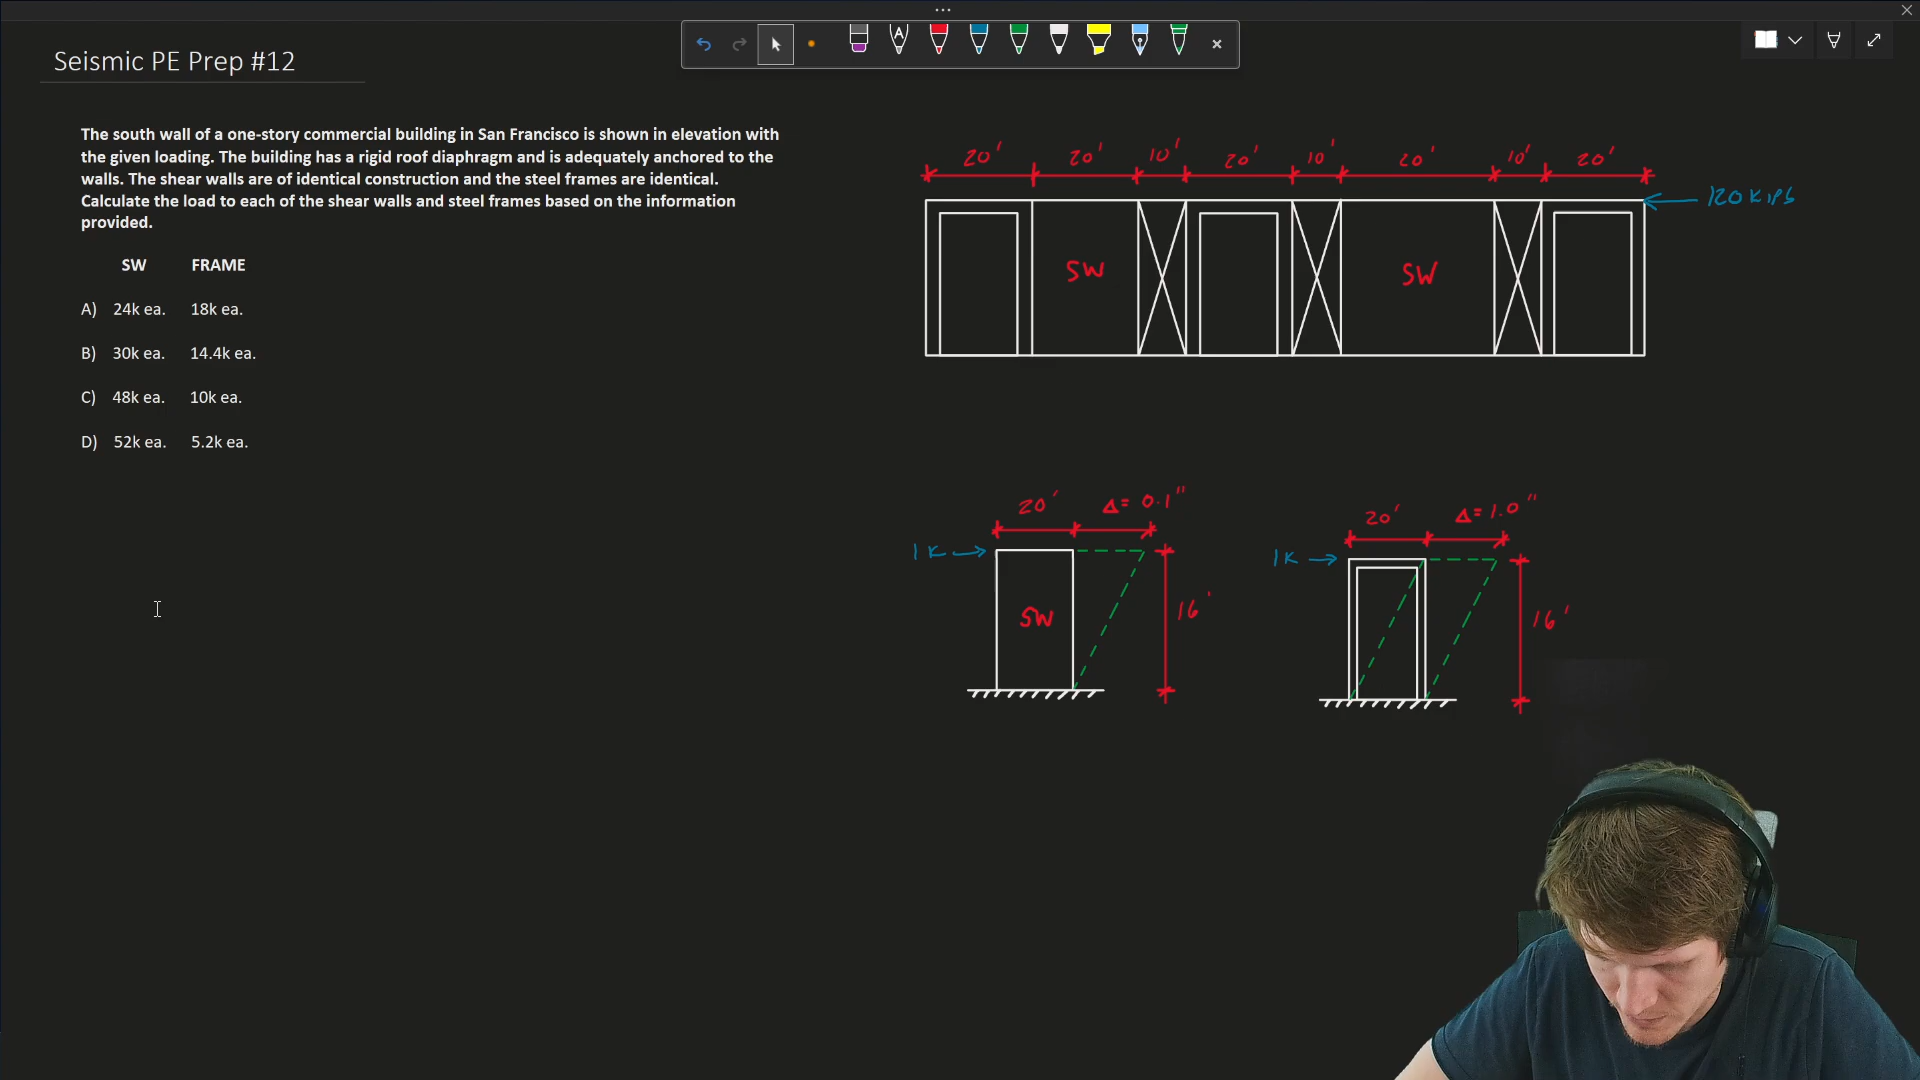 Seismic PE Prep #12
The south wall of a one-story commercial building in San Francisco is shown in elevation with
the given loading. The building has a rigid roof diaphragm and is adequately anchored to the
walls. The shear walls are of identical construction and the steel frames are identical.
Calculate the load to each of the shear walls and steel frames based on the information
provided.
SW FRAME
A) 24k ea. 18k ea.
B) 30k ea. 14.4k ea.
C) 48k ea. 10k ea.
D) 52k ea. 5.2k ea.
20' 20' 10' 20' 10' 20' 10' 20'
120 KIPS
SW SW
20' Δ= 0.1"
1K
SW
16'
20' Δ= 1.0"
1K
16'